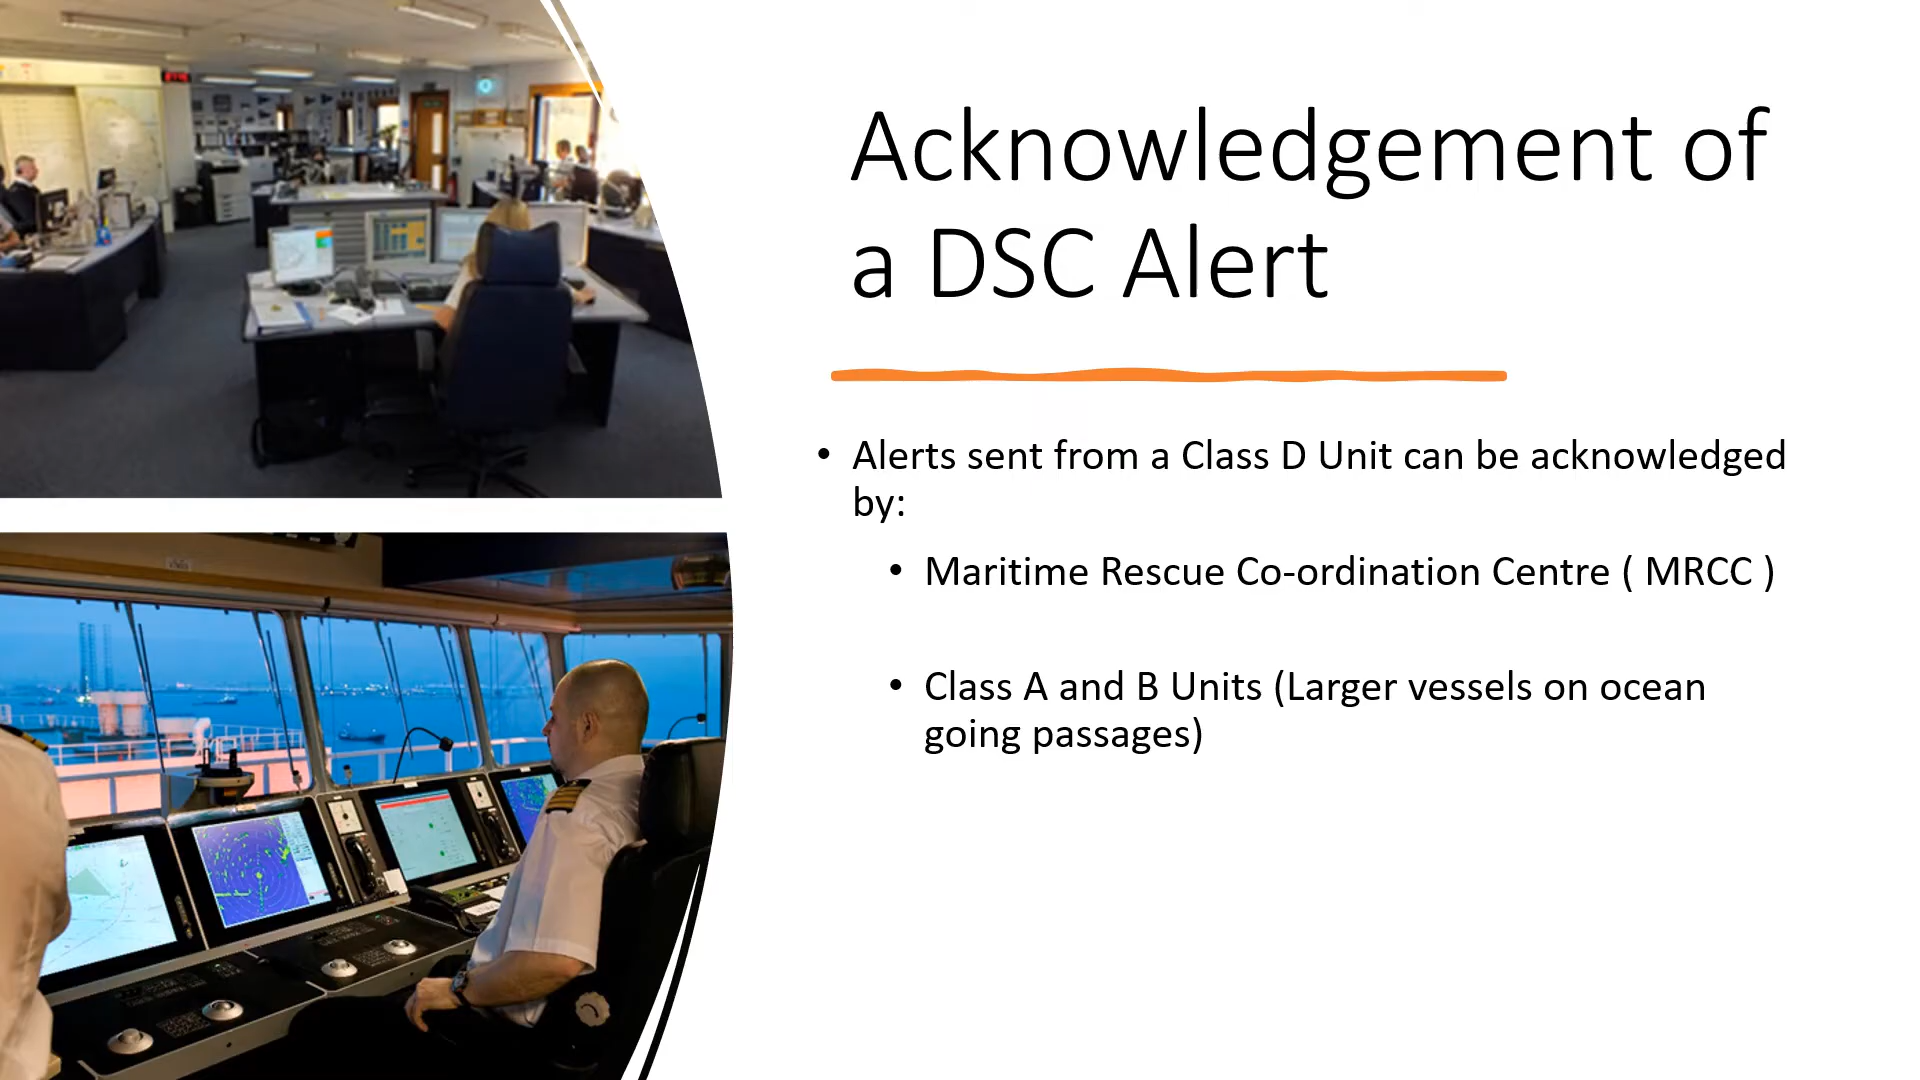 Acknowledgement of
a DSC Alert
• Alerts sent from a Class D Unit can be acknowledged
by:
• Maritime Rescue Co-ordination Centre ( MRCC )
• Class A and B Units (Larger vessels on ocean
going passages)